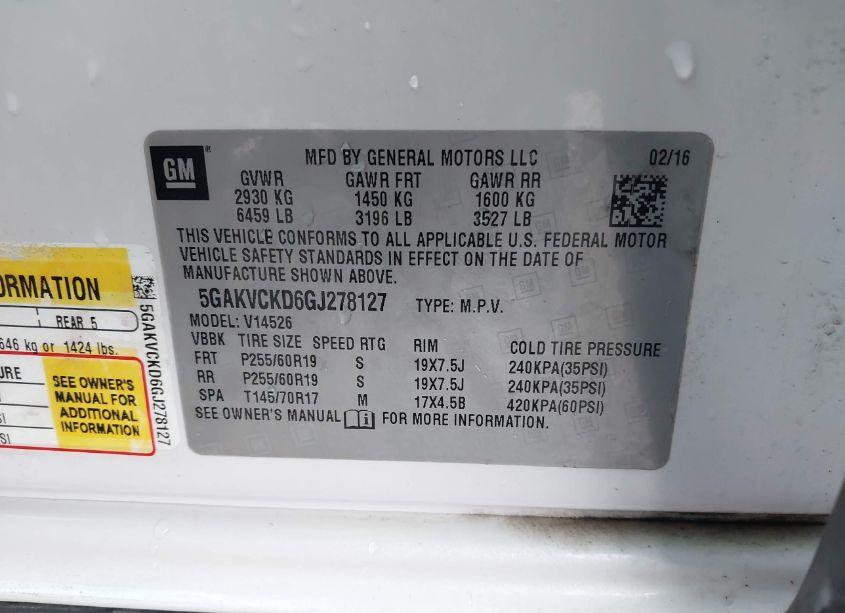 GM
MFD BY GENERAL MOTORS LLC 02/16
GVWR GAWR FRT GAWR RR
2930 KG 1450 KG 1600 KG
6459 LB 3196 LB 3527 LB
THIS VEHICLE CONFORMS TO ALL APPLICABLE U.S. FEDERAL MOTOR
VEHICLE SAFETY STANDARDS IN EFFECT ON THE DATE OF
MANUFACTURE SHOWN ABOVE.
5GAKVCKD6GJ278127 TYPE: M.P.V.
MODEL: V14526
VBBK TIRE SIZE SPEED RTG RIM COLD TIRE PRESSURE
FRT P255/60R19 S 19X7.5J 240KPA(35PSI)
RR P255/60R19 S 19X7.5J 240KPA(35PSI)
SPA T145/70R17 M 17X4.5B 420KPA(60PSI)
SEE OWNER'S MANUAL FOR MORE INFORMATION.
ORMATION
REAR 5
646 kg or 1424 lbs.
URE
SEE OWNER'S
MANUAL FOR
ADDITIONAL
INFORMATION
SI
SI
5GAKVCKD6GJ278127